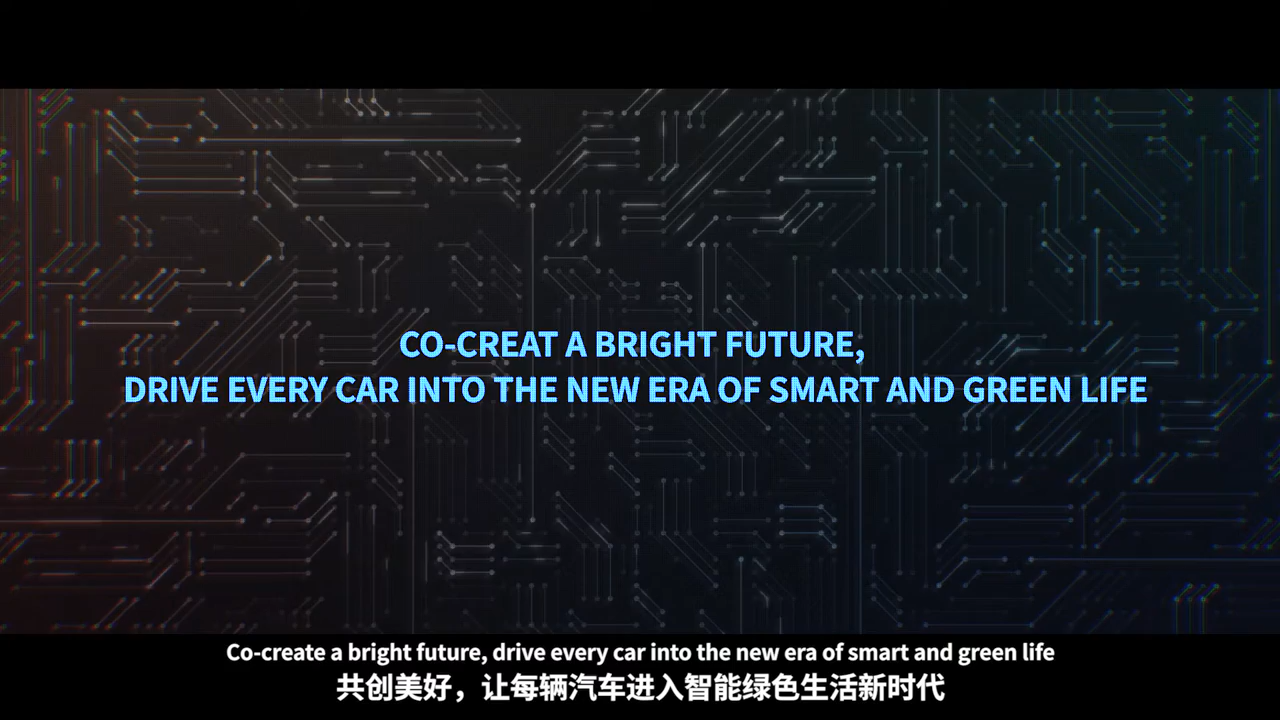 CO-CREAT A BRIGHT FUTURE,
DRIVE EVERY CAR INTO THE NEW ERA OF SMART AND GREEN LIFE
Co-create a bright future, drive every car into the new era of smart and green life
共创美好，让每辆汽车进入智能绿色生活新时代